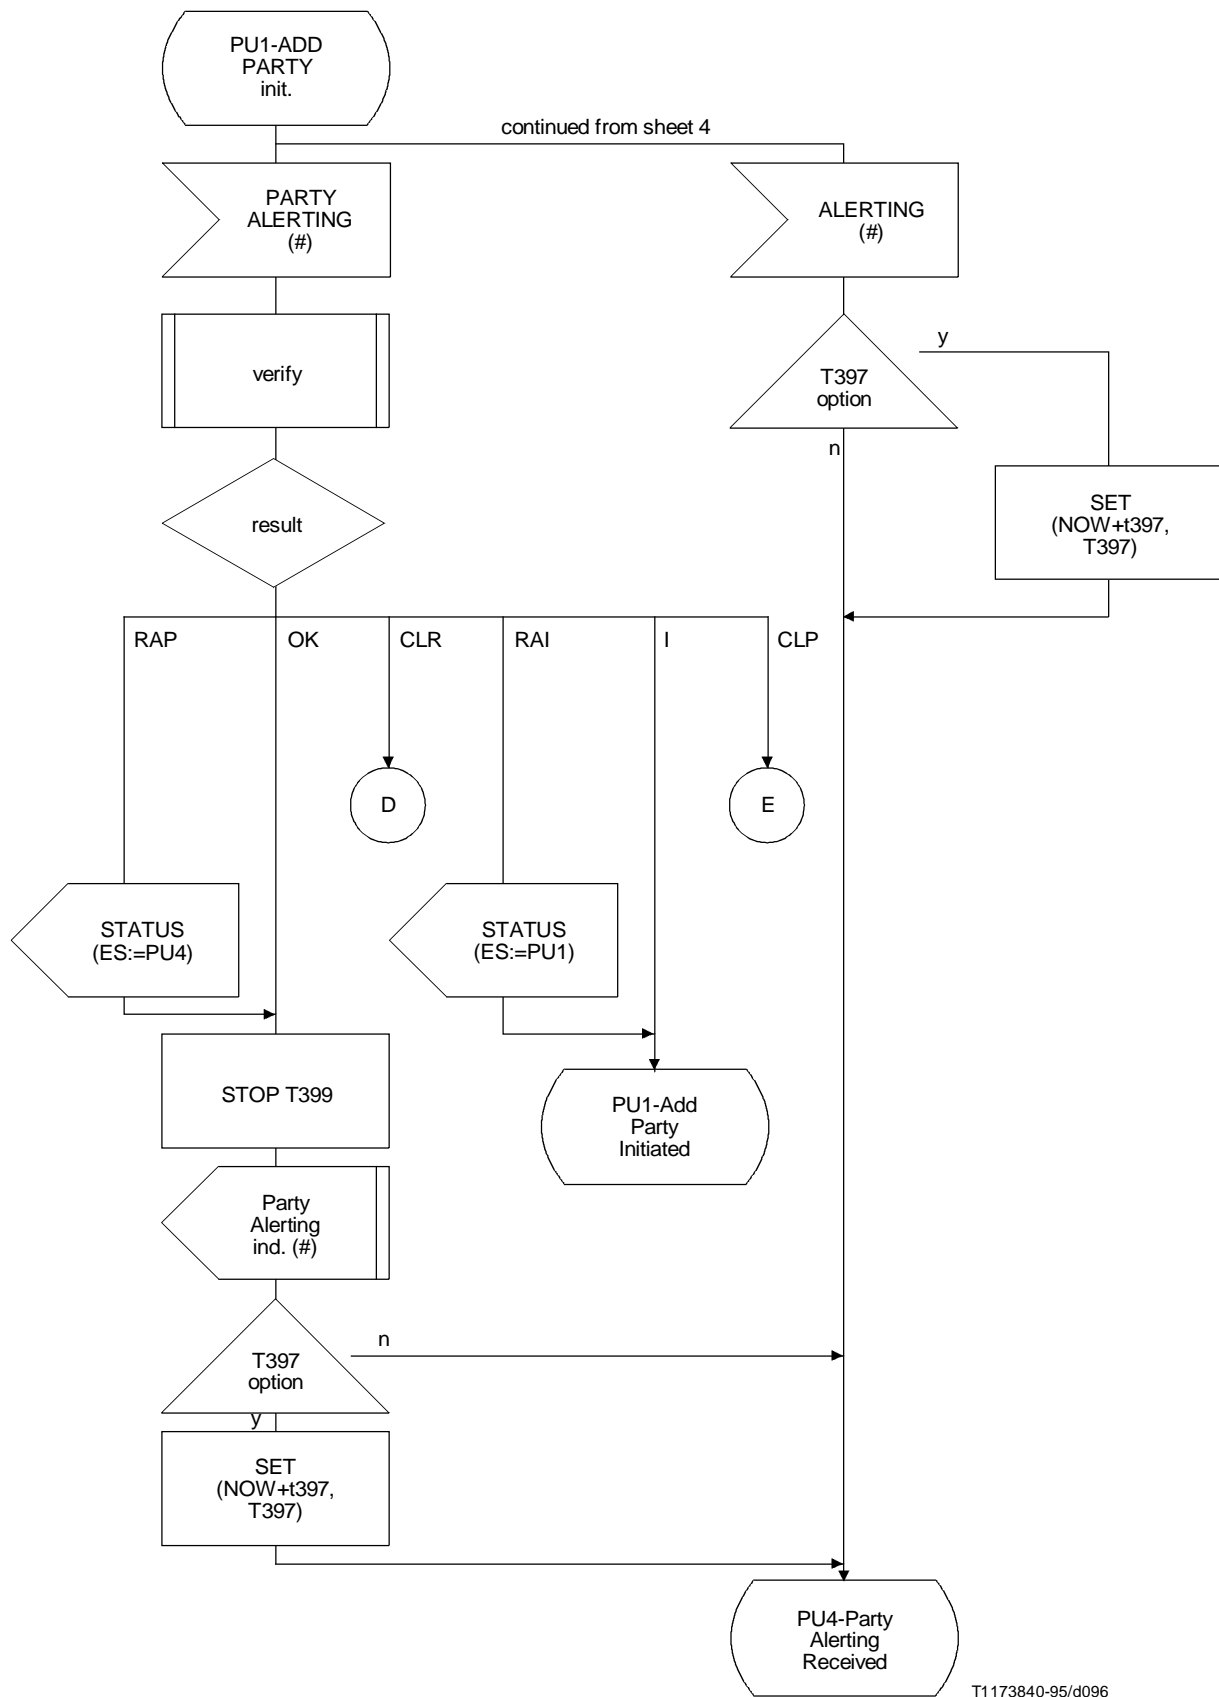 PU1-ADD
PARTY
init.
continued from sheet 4
PARTY
ALERTING
(#)
ALERTING
(#)
verify
T397
option
y
n
result
SET
(NOW+t397,
T397)
RAP
OK
CLR
RAI
I
CLP
D
E
STATUS
(ES:=PU4)
STATUS
(ES:=PU1)
STOP T399
PU1-Add
Party
Initiated
Party
Alerting
ind. (#)
T397
option
n
y
SET
(NOW+t397,
T397)
PU4-Party
Alerting
Received
T1173840-95/d096